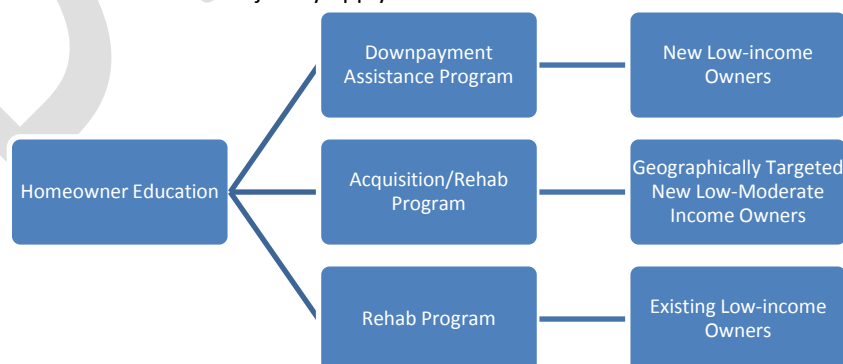 Downpayment
Assistance Program
New Low-income
Owners
Homeowner Education
Acquisition/Rehab
Program
Geographically Targeted
New Low-Moderate
Income Owners
Rehab Program
Existing Low-income
Owners